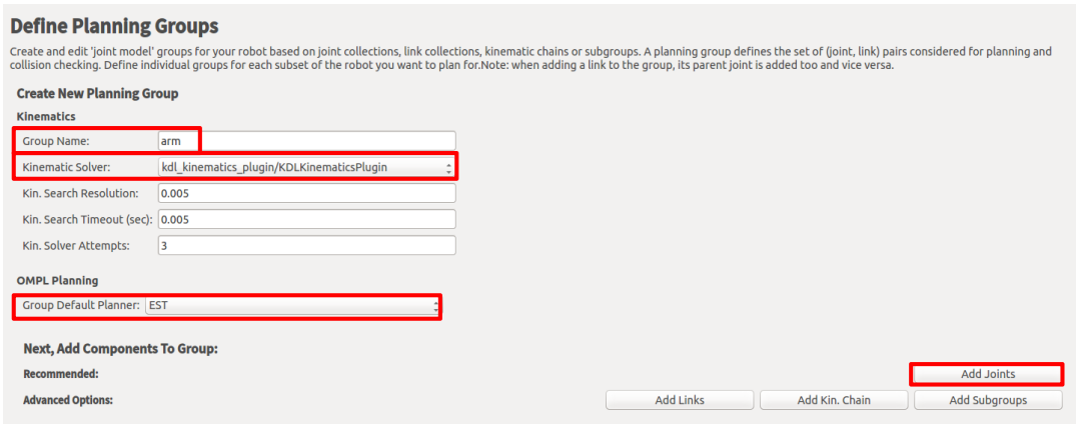 Define Planning Groups
Create and edit 'joint model' groups for your robot based on joint collections, link collections, kinematic chains or subgroups. A planning group defines the set of (joint, link) pairs considered for planning and
collision checking. Define individual groups for each subset of the robot you want to plan for.Note: when adding a link to the group, its parent joint is added too and vice versa.
Create New Planning Group
Kinematics
Group Name: arm
Kinematic Solver: kdl_kinematics_plugin/KDLKinematicsPlugin
Kin. Search Resolution: 0.005
Kin. Search Timeout (sec): 0.005
Kin. Solver Attempts: 3
OMPL Planning
Group Default Planner: EST
Next, Add Components To Group:
Recommended: Add Joints
Advanced Options: Add Links Add Kin. Chain Add Subgroups